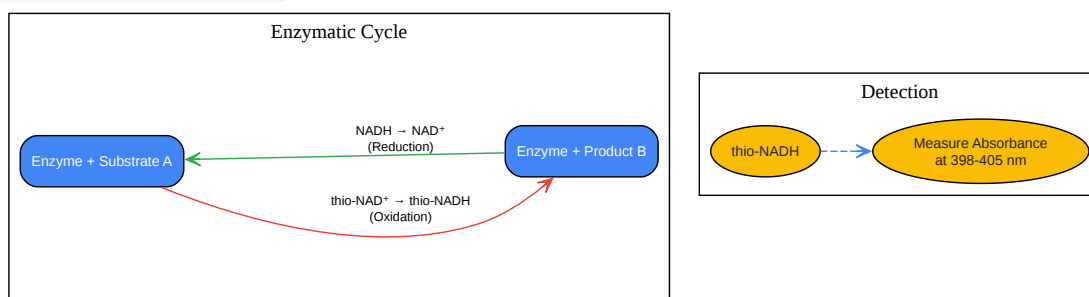 Enzymatic Cycle
Enzyme + Substrate A
NADH → NAD⁺
(Reduction)
Enzyme + Product B
thio-NAD⁺ → thio-NADH
(Oxidation)
Detection
thio-NADH
Measure Absorbance
at 398-405 nm